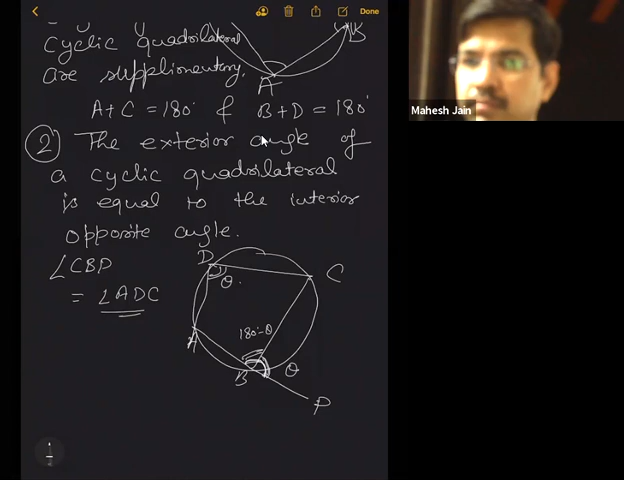 cyclic quadrilateral
are supplimentary.
A
A + C = 180° & B + D = 180°
② The exterior angle of
a cyclic quadrilateral
is equal to the interior
opposite angle.
∠CBP
= ∠ADC
D
C
θ.
A
180°-θ
B
θ
P
Done
Mahesh Jain